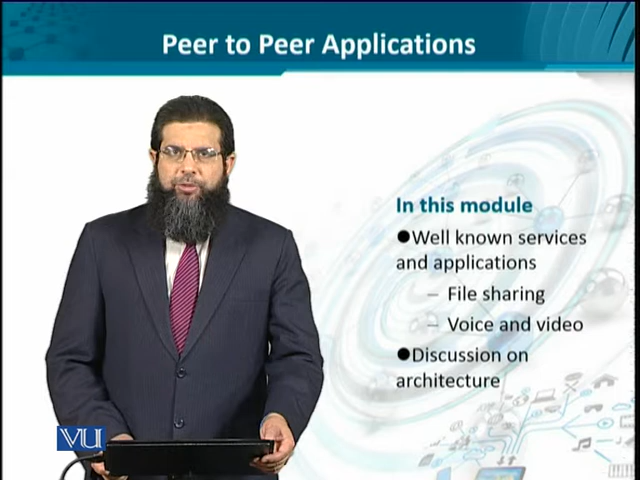 Peer to Peer Applications
In this module
●Well known services
and applications
– File sharing
– Voice and video
●Discussion on
architecture
VU